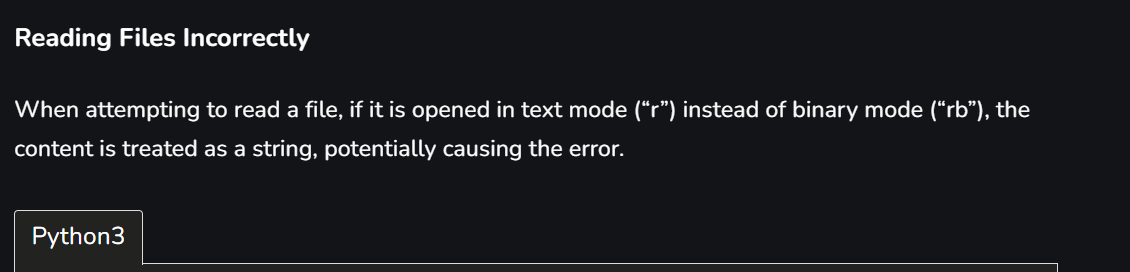 Reading Files Incorrectly
When attempting to read a file, if it is opened in text mode (“r”) instead of binary mode (“rb”), the
content is treated as a string, potentially causing the error.
Python3